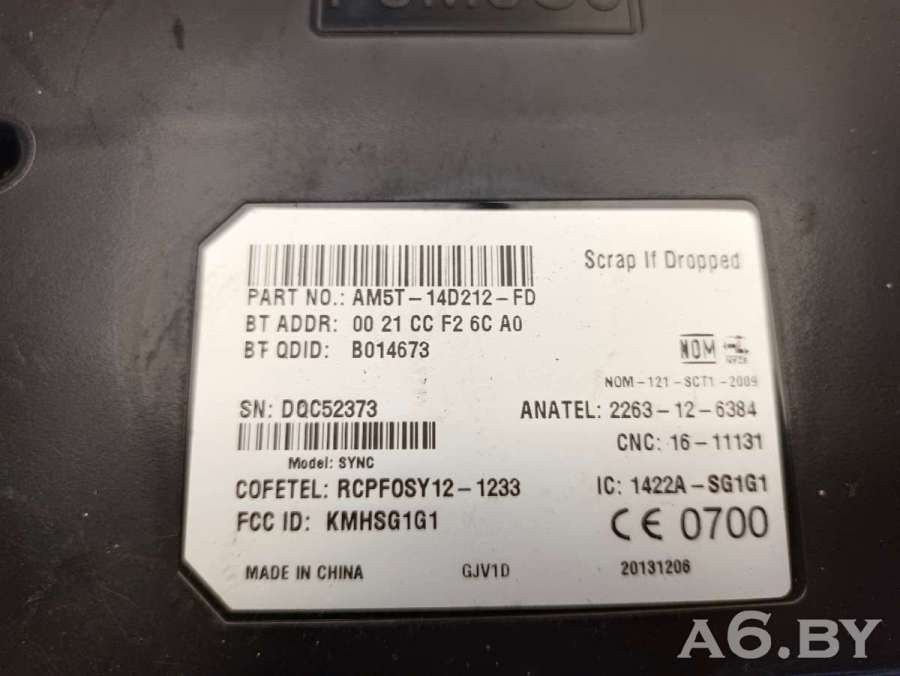 PART NO.: AM5T-14D212-FD
Scrap If Dropped
BT ADDR: 00 21 CC F2 6C A0
BT QDID: B014673
NOM
NOM-121-SCT1-2009
SN: DQC52373
ANATEL: 2263-12-6384
CNC: 16-11131
Model: SYNC
COFETEL: RCPFOSY12-1233
IC: 1422A-SG1G1
FCC ID: KMHSG1G1
CE 0700
MADE IN CHINA
GJV1D
20131206
A6.BY